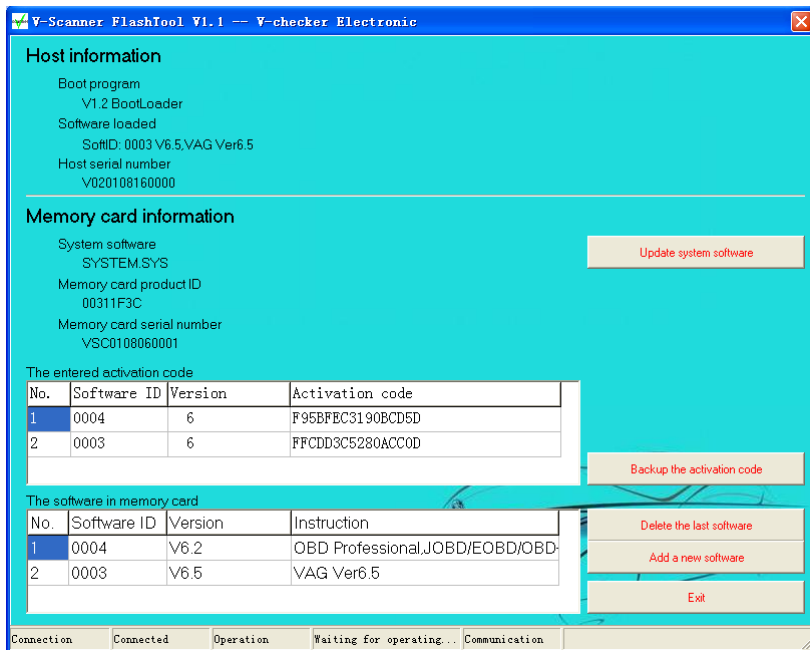 V-Scanner FlashTool V1.1 -- V-checker Electronic
Host information
Boot program
V1.2 BootLoader
Software loaded
SoftID: 0003 V6.5,VAG Ver6.5
Host serial number
V020108160000
Memory card information
System software
SYSTEM.SYS
Update system software
Memory card product ID
00311F3C
Memory card serial number
VSC0108060001
The entered activation code
No. Software ID Version Activation code
1 0004 6 F95BFEC3190BCD5D
2 0003 6 FFCDD3C5280ACC0D
Backup the activation code
The software in memory card
No. Software ID Version Instruction
1 0004 V6.2 OBD Professional,JOBD/EOBD/OBD-
2 0003 V6.5 VAG Ver6.5
Delete the last software
Add a new software
Exit
Connection Connected Operation Waiting for operating... Communication